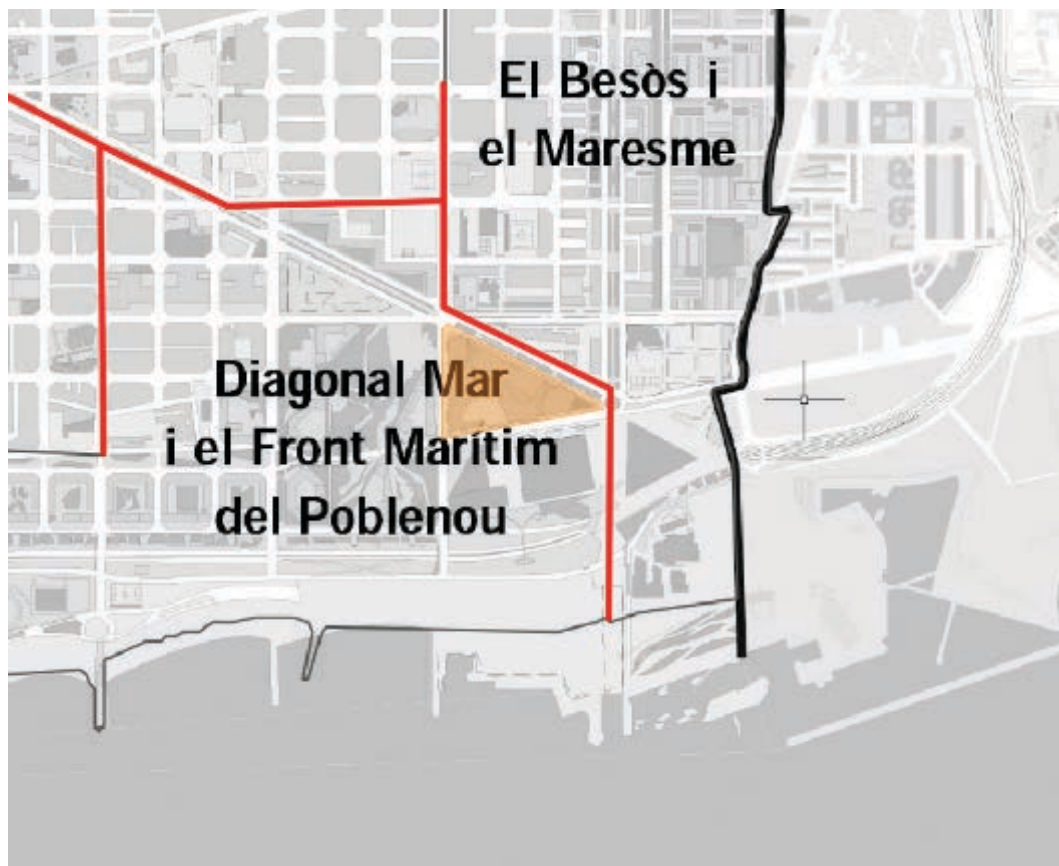 El Besòs i
el Maresme
Diagonal Mar
i el Front Marítim
del Poblenou